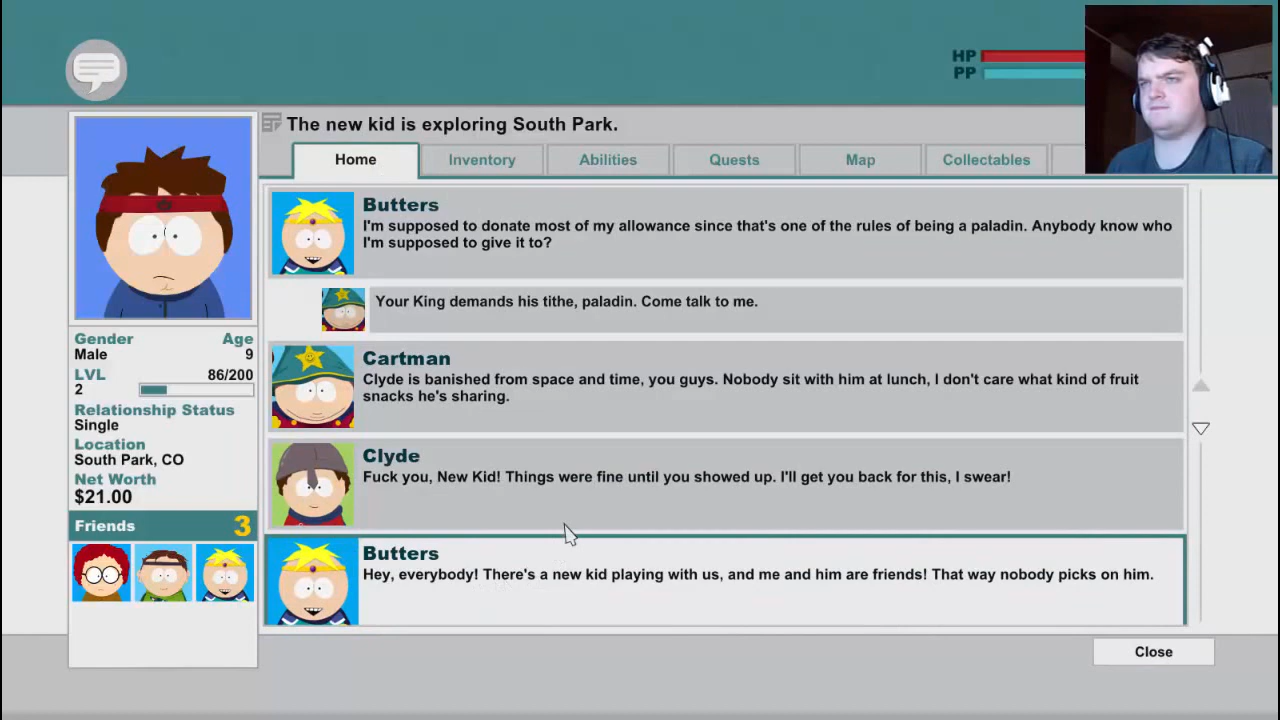 HP
PP
The new kid is exploring South Park.
Home
Inventory
Abilities
Quests
Map
Collectables
Gender
Age
Male
9
LVL
86/200
2
Relationship Status
Single
Location
South Park, CO
Net Worth
$21.00
Friends
3
Butters
I'm supposed to donate most of my allowance since that's one of the rules of being a paladin. Anybody know who
I'm supposed to give it to?
Your King demands his tithe, paladin. Come talk to me.
Cartman
Clyde is banished from space and time, you guys. Nobody sit with him at lunch, I don't care what kind of fruit
snacks he's sharing.
Clyde
Fuck you, New Kid! Things were fine until you showed up. I'll get you back for this, I swear!
Butters
Hey, everybody! There's a new kid playing with us, and me and him are friends! That way nobody picks on him.
Close